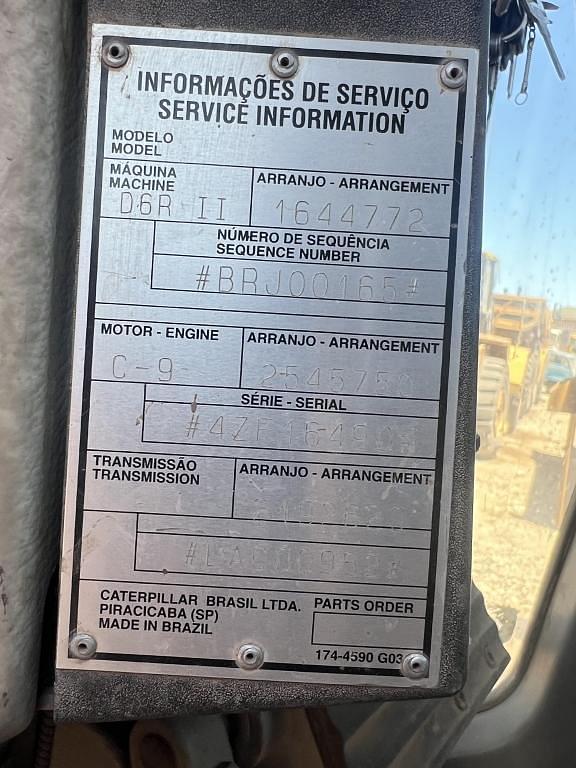 INFORMAÇÕES DE SERVIÇO
SERVICE INFORMATION
MODELO
MODEL
MÁQUINA
MACHINE
ARRANJO - ARRANGEMENT
D6R II
1644772
NÚMERO DE SEQUÊNCIA
SEQUENCE NUMBER
#BRJ00165#
MOTOR - ENGINE
ARRANJO - ARRANGEMENT
C-9
SÉRIE - SERIAL
TRANSMISSÃO
TRANSMISSION
ARRANJO - ARRANGEMENT
CATERPILLAR BRASIL LTDA.
PIRACICABA (SP)
MADE IN BRAZIL
PARTS ORDER
174-4590 G03